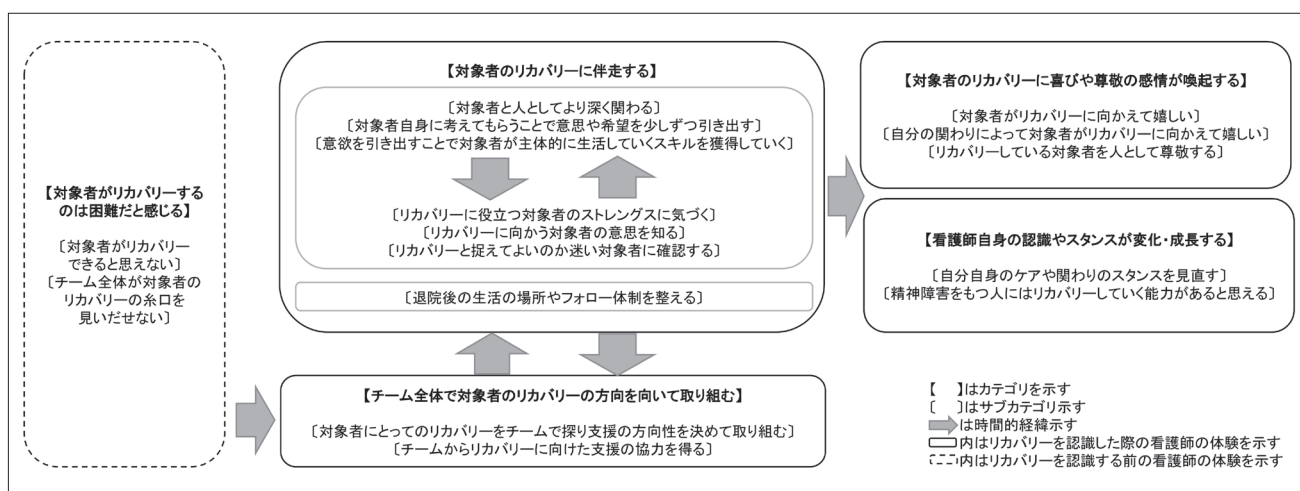 【対象者がリカバリーする
のは困難だと感じる】
〔対象者がリカバリー
できると思えない〕
〔チーム全体が対象者の
リカバリーの糸口を
見いだせない〕
【対象者のリカバリーに伴走する】
〔対象者と人としてより深く関わる〕
〔対象者自身に考えてもらうことで意思や希望を少しずつ引き出す〕
〔意欲を引き出すことで対象者が主体的に生活していくスキルを獲得していく〕
〔リカバリーに役立つ対象者のストレングスに気づく〕
〔リカバリーに向かう対象者の意思を知る〕
〔リカバリーと捉えてよいのか迷い対象者に確認する〕
〔退院後の生活の場所やフォロー体制を整える〕
【チーム全体で対象者のリカバリーの方向を向いて取り組む】
〔対象者にとってのリカバリーをチームで探り支援の方向性を決めて取り組む〕
〔チームからリカバリーに向けた支援の協力を得る〕
【対象者のリカバリーに喜びや尊敬の感情が喚起する】
〔対象者がリカバリーに向かえて嬉しい〕
〔自分の関わりによって対象者がリカバリーに向かえて嬉しい〕
〔リカバリーしている対象者を人として尊敬する〕
【看護師自身の認識やスタンスが変化・成長する】
〔自分自身のケアや関わりのスタンスを見直す〕
〔精神障害をもつ人にはリカバリーしていく能力があると思える〕
【　】はカテゴリを示す
〔　〕はサブカテゴリ示す
は時間的経緯示す
内はリカバリーを認識した際の看護師の体験を示す
内はリカバリーを認識する前の看護師の体験を示す